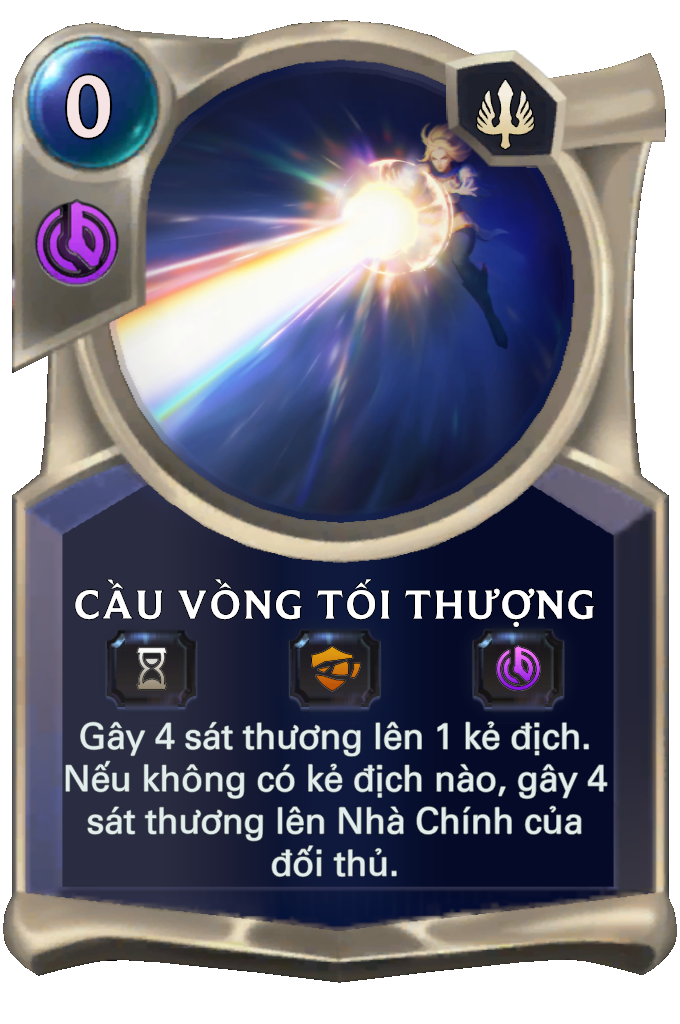 0
CẦU VỒNG TỐI THƯỢNG
Gây 4 sát thương lên 1 kẻ địch.
Nếu không có kẻ địch nào, gây 4
sát thương lên Nhà Chính của
đối thủ.